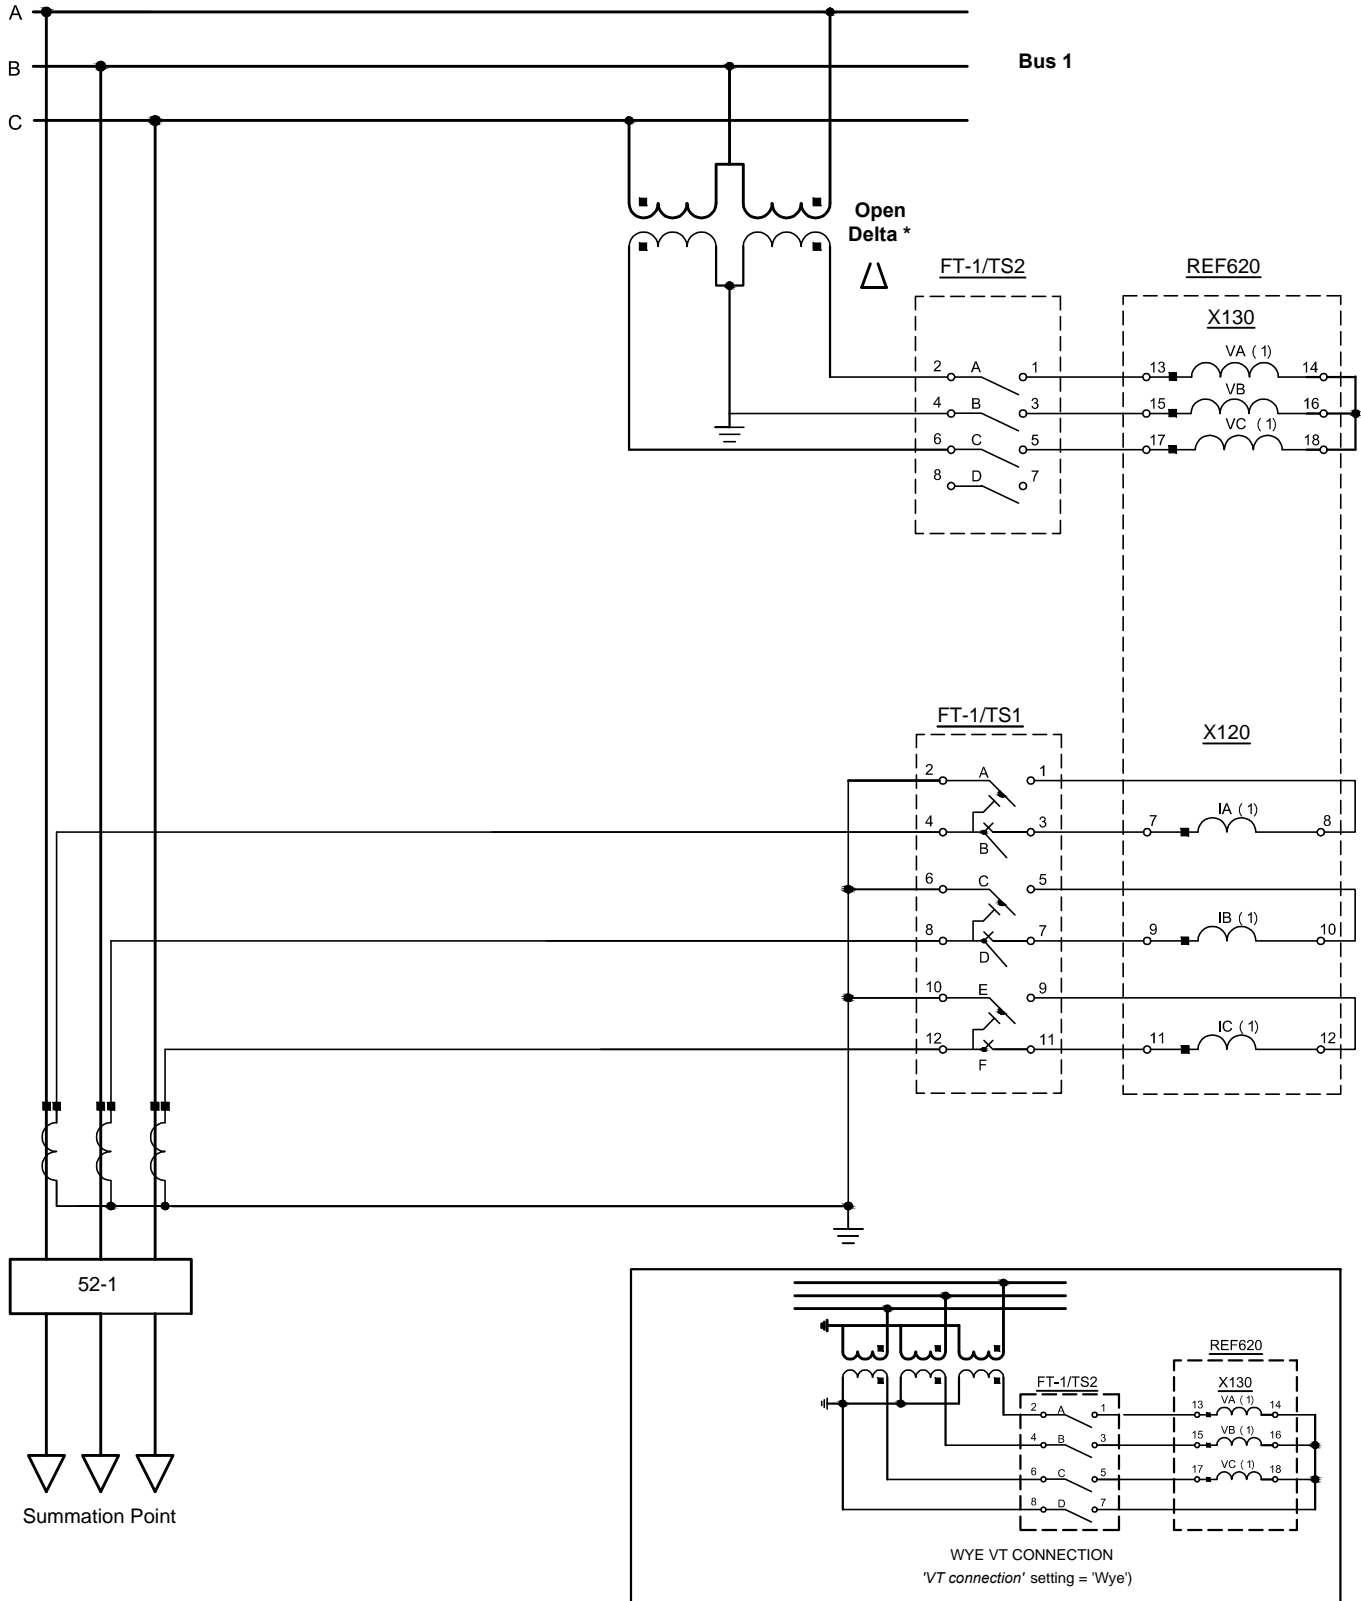 A
B
C
Bus 1
Open
Delta *
FT-1/TS2
REF620
X130
2 A 1 13 VA (1) 14
4 B 3 15 VB 16
6 C 5 17 VC (1) 18
8 D 7
FT-1/TS1
X120
2 A 1
4 B 3 7 IA (1) 8
6 C 5
8 D 7 9 IB (1) 10
10 E 9
12 F 11 11 IC (1) 12
52-1
Summation Point
REF620
FT-1/TS2
X130
2 A 1 13 VA (1) 14
4 B 3 15 VB (1) 16
6 C 5 17 VC (1) 18
8 D 7
WYE VT CONNECTION
'VT connection' setting = 'Wye')